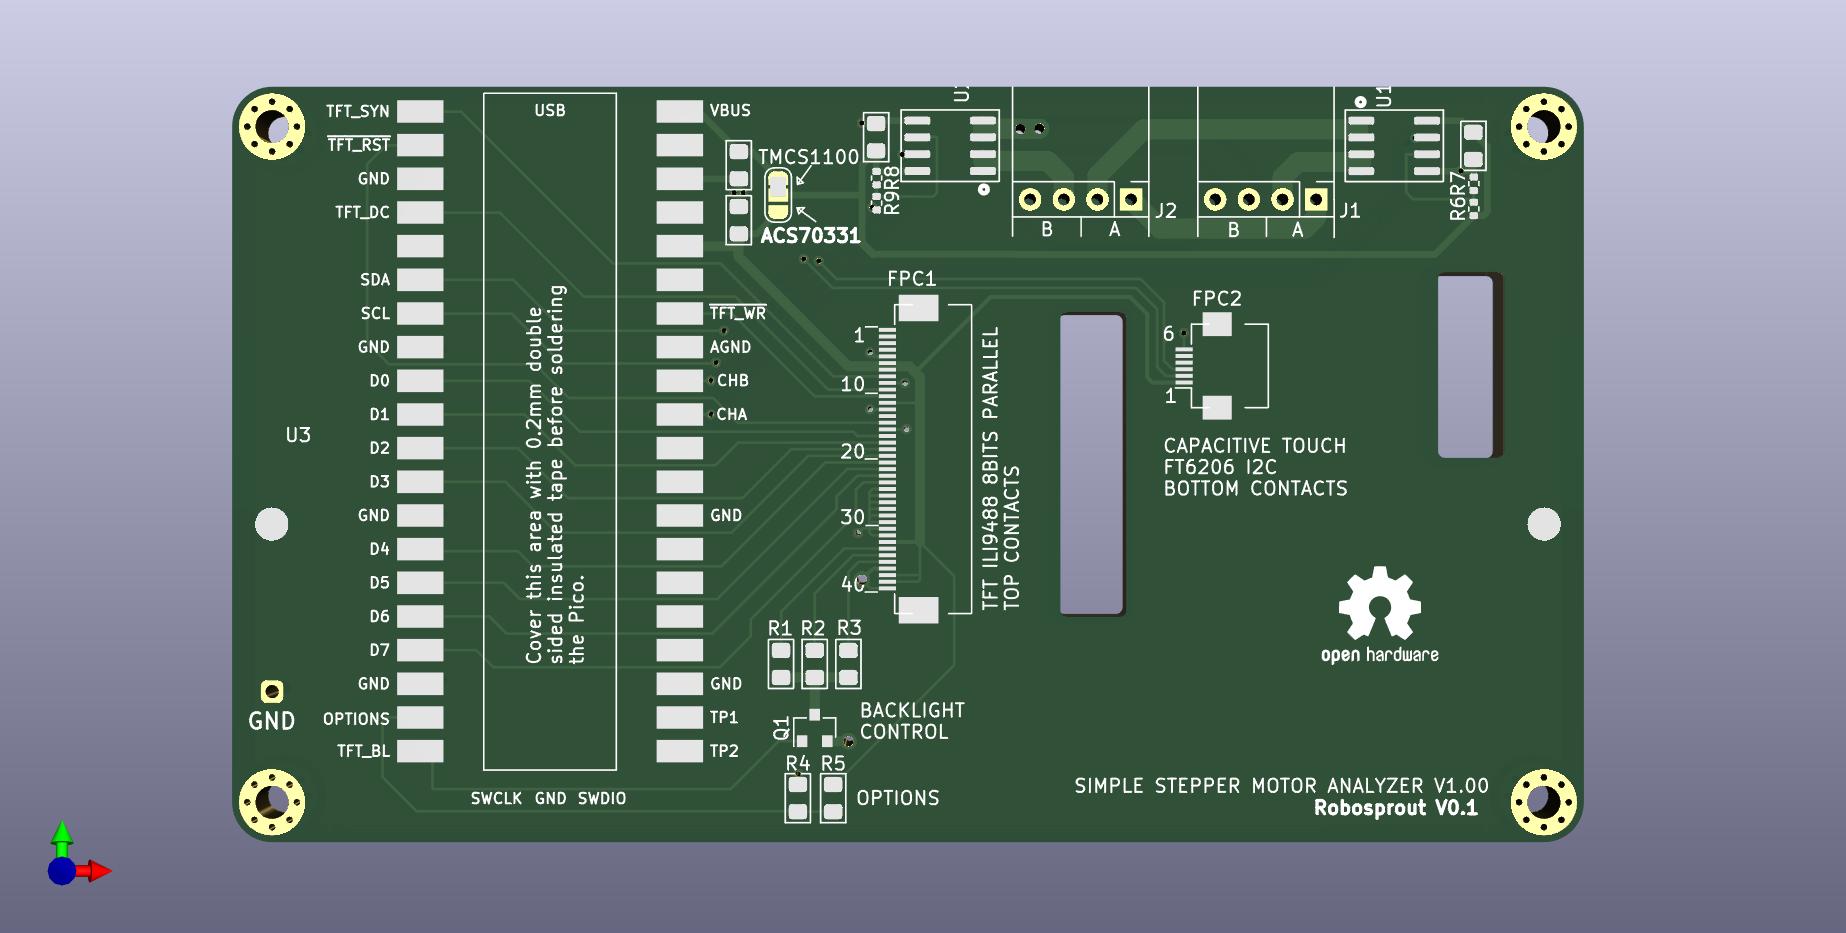 TFT_SYN
TFT_RST
GND
TFT_DC
SDA
SCL
GND
D0
D1
D2
D3
GND
D4
D5
D6
D7
GND
OPTIONS
TFT_BL
U3
GND
USB
Cover this area with 0.2mm double
sided insulated tape before soldering
the Pico.
SWCLK GND SWDIO
VBUS
TFT_WR
AGND
CHB
CHA
GND
GND
TP1
TP2
TMCS1100
ACS70331
R9R8
J2
B A
J1
B A
U1
R6R7
FPC1
1
10
20
30
40
TFT ILI9488 8BITS PARALLEL
TOP CONTACTS
FPC2
6
1
CAPACITIVE TOUCH
FT6206 I2C
BOTTOM CONTACTS
R1 R2 R3
Q1
BACKLIGHT
CONTROL
R4 R5
OPTIONS
open hardware
SIMPLE STEPPER MOTOR ANALYZER V1.00
Robosprout V0.1